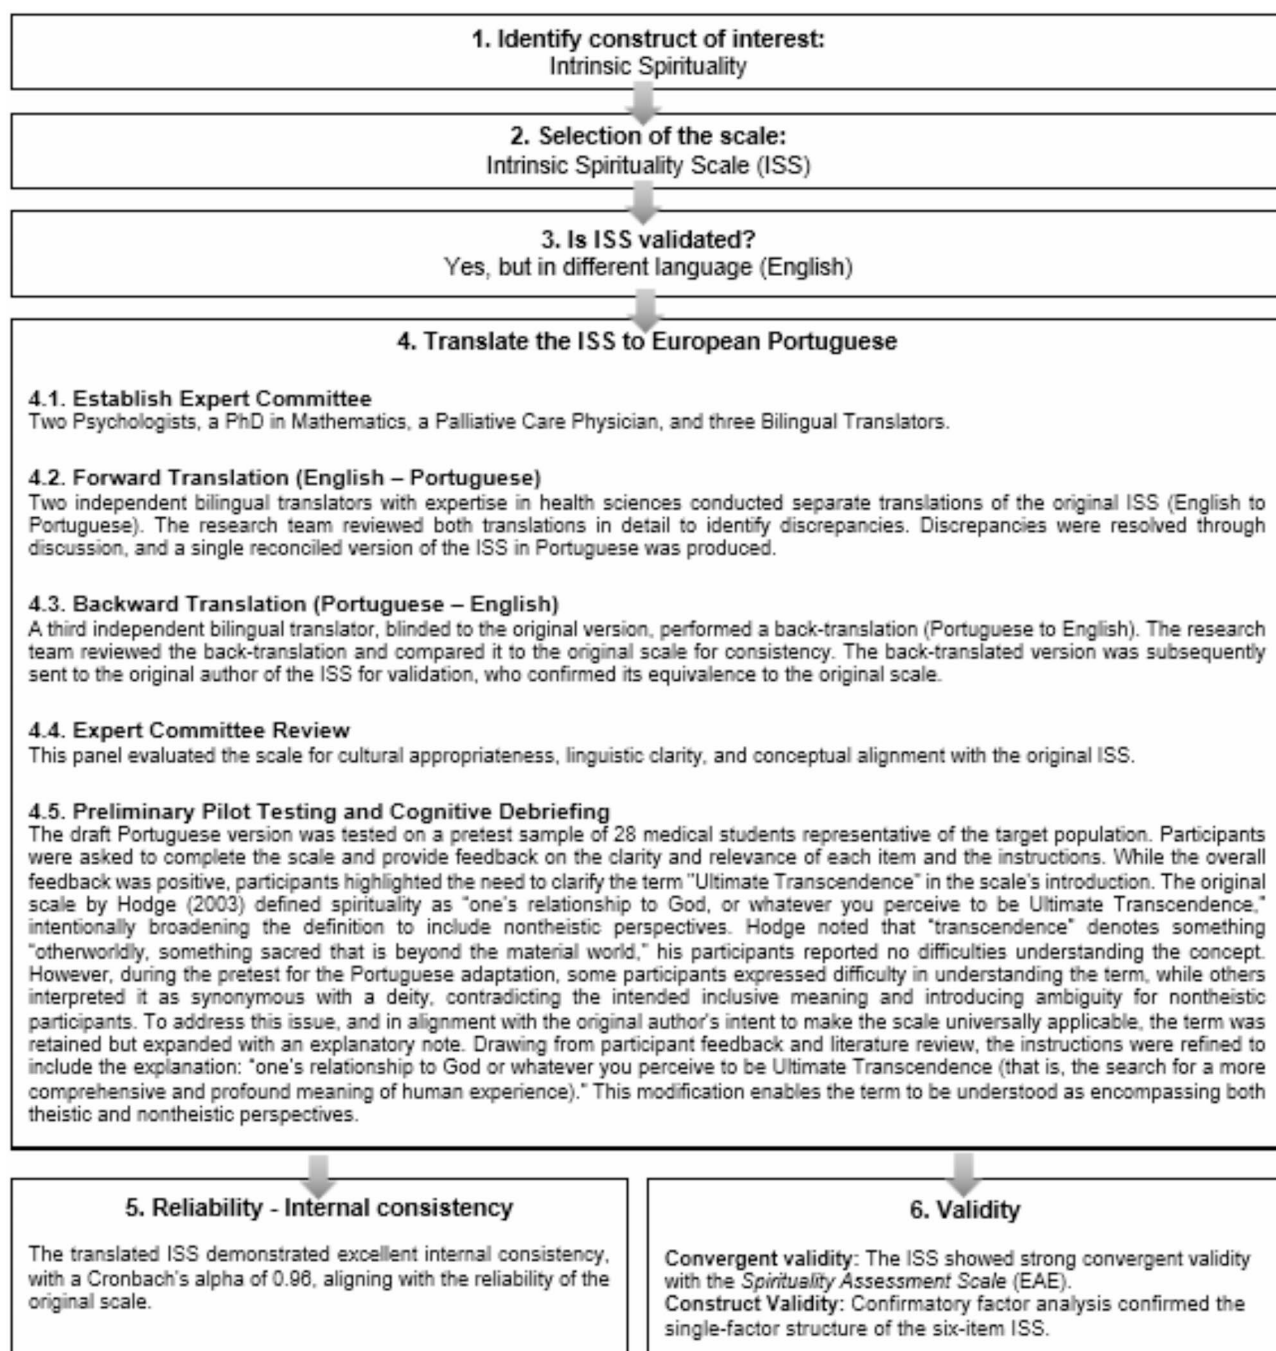 1. Identify construct of interest:
Intrinsic Spirituality
2. Selection of the scale:
Intrinsic Spirituality Scale (ISS)
3. Is ISS validated?
Yes, but in different language (English)
4. Translate the ISS to European Portuguese
4.1. Establish Expert Committee
Two Psychologists, a PhD in Mathematics, a Palliative Care Physician, and three Bilingual Translators.
4.2. Forward Translation (English – Portuguese)
Two independent bilingual translators with expertise in health sciences conducted separate translations of the original ISS (English to
Portuguese). The research team reviewed both translations in detail to identify discrepancies. Discrepancies were resolved through
discussion, and a single reconciled version of the ISS in Portuguese was produced.
4.3. Backward Translation (Portuguese – English)
A third independent bilingual translator, blinded to the original version, performed a back-translation (Portuguese to English). The research
team reviewed the back-translation and compared it to the original scale for consistency. The back-translated version was subsequently
sent to the original author of the ISS for validation, who confirmed its equivalence to the original scale.
4.4. Expert Committee Review
This panel evaluated the scale for cultural appropriateness, linguistic clarity, and conceptual alignment with the original ISS.
4.5. Preliminary Pilot Testing and Cognitive Debriefing
The draft Portuguese version was tested on a pretest sample of 28 medical students representative of the target population. Participants
were asked to complete the scale and provide feedback on the clarity and relevance of each item and the instructions. While the overall
feedback was positive, participants highlighted the need to clarify the term "Ultimate Transcendence" in the scale's introduction. The original
scale by Hodge (2003) defined spirituality as "one's relationship to God, or whatever you perceive to be Ultimate Transcendence,"
intentionally broadening the definition to include nontheistic perspectives. Hodge noted that "transcendence" denotes something
"otherworldly, something sacred that is beyond the material world," his participants reported no difficulties understanding the concept.
However, during the pretest for the Portuguese adaptation, some participants expressed difficulty in understanding the term, while others
interpreted it as synonymous with a deity, contradicting the intended inclusive meaning and introducing ambiguity for nontheistic
participants. To address this issue, and in alignment with the original author's intent to make the scale universally applicable, the term was
retained but expanded with an explanatory note. Drawing from participant feedback and literature review, the instructions were refined to
include the explanation: "one's relationship to God or whatever you perceive to be Ultimate Transcendence (that is, the search for a more
comprehensive and profound meaning of human experience)." This modification enables the term to be understood as encompassing both
theistic and nontheistic perspectives.
5. Reliability - Internal consistency
The translated ISS demonstrated excellent internal consistency,
with a Cronbach's alpha of 0.96, aligning with the reliability of the
original scale.
6. Validity
Convergent validity: The ISS showed strong convergent validity
with the Spirituality Assessment Scale (EAE).
Construct Validity: Confirmatory factor analysis confirmed the
single-factor structure of the six-item ISS.